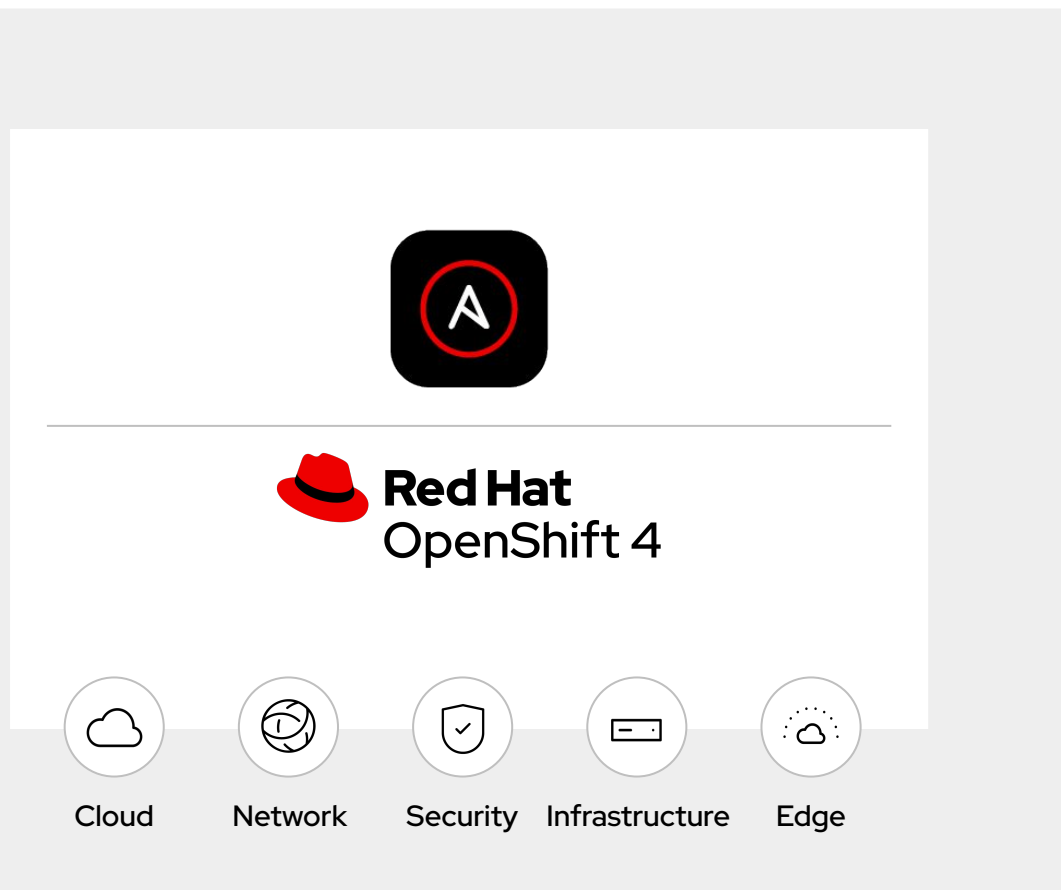 Red Hat
OpenShift 4
Cloud
Network
Security
Infrastructure
Edge